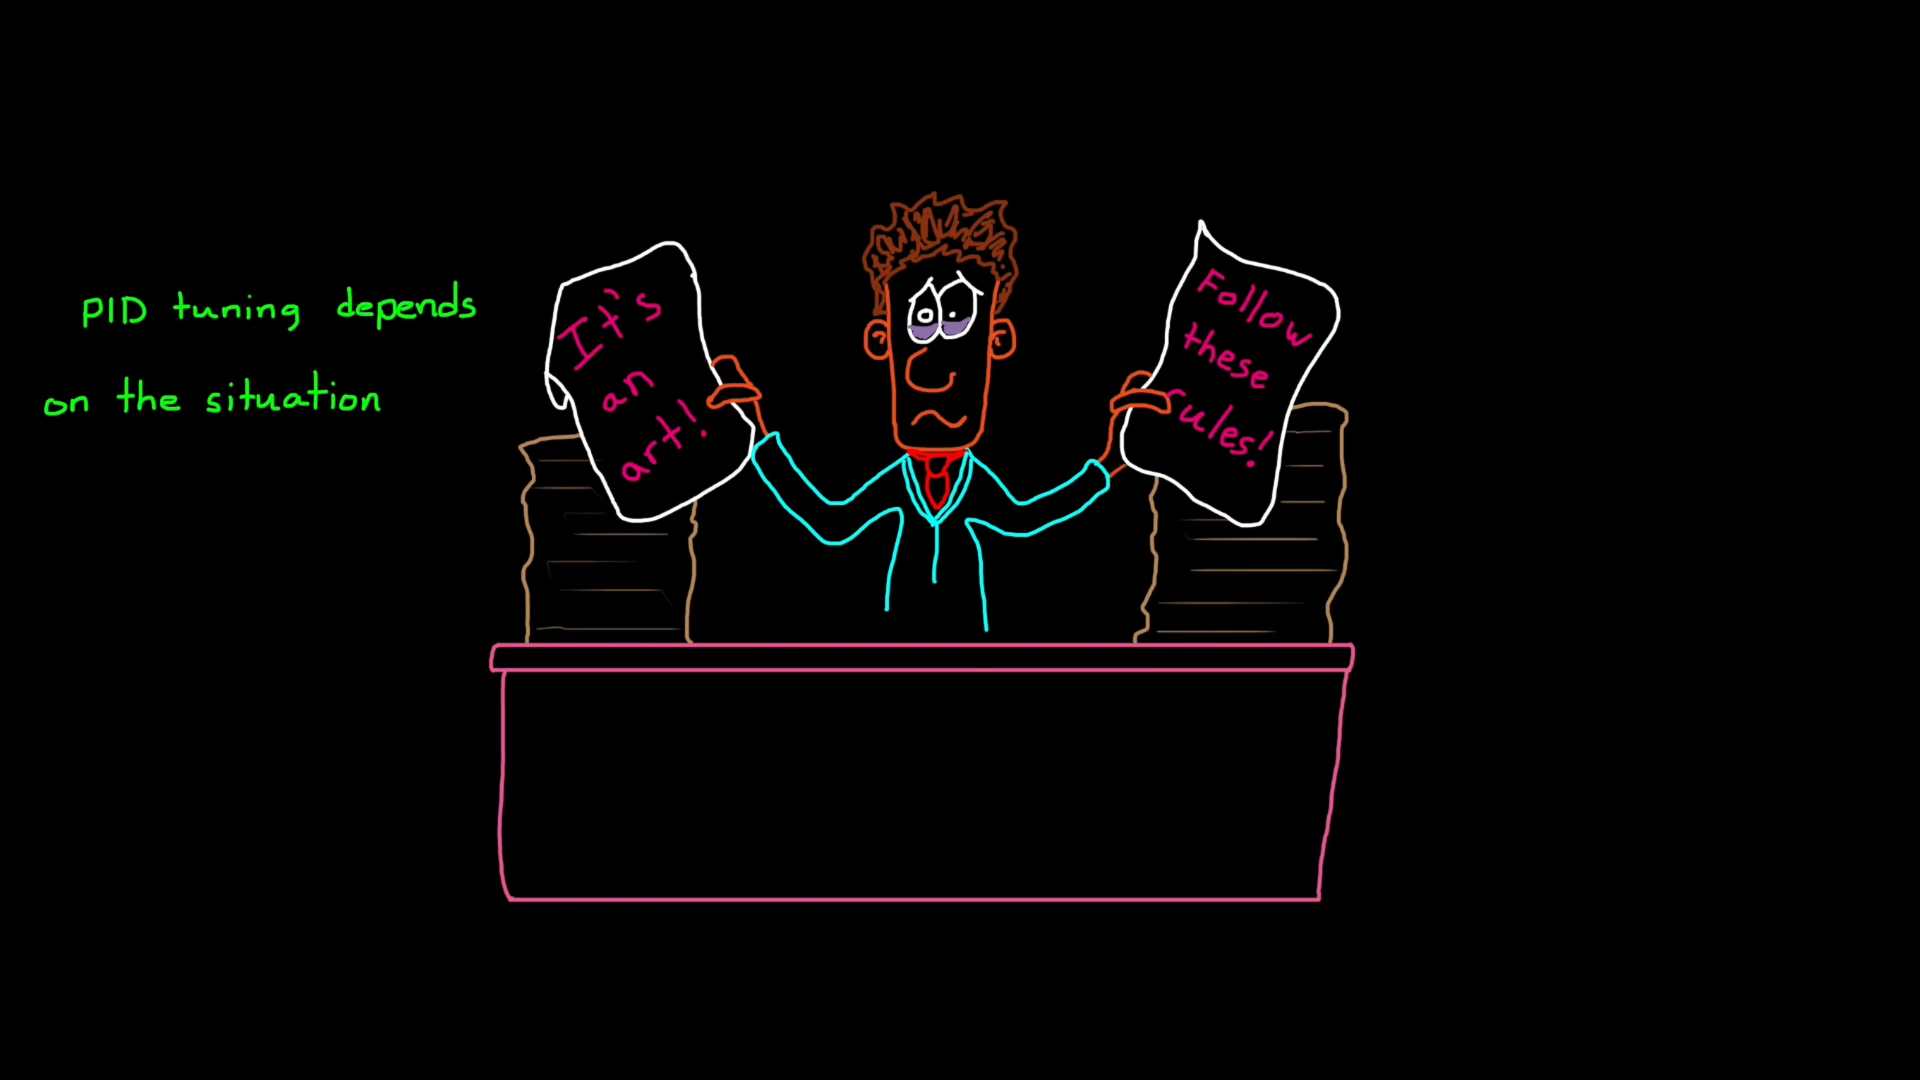 PID tuning depends
on the situation
It's
an
art!
Follow
these
rules!